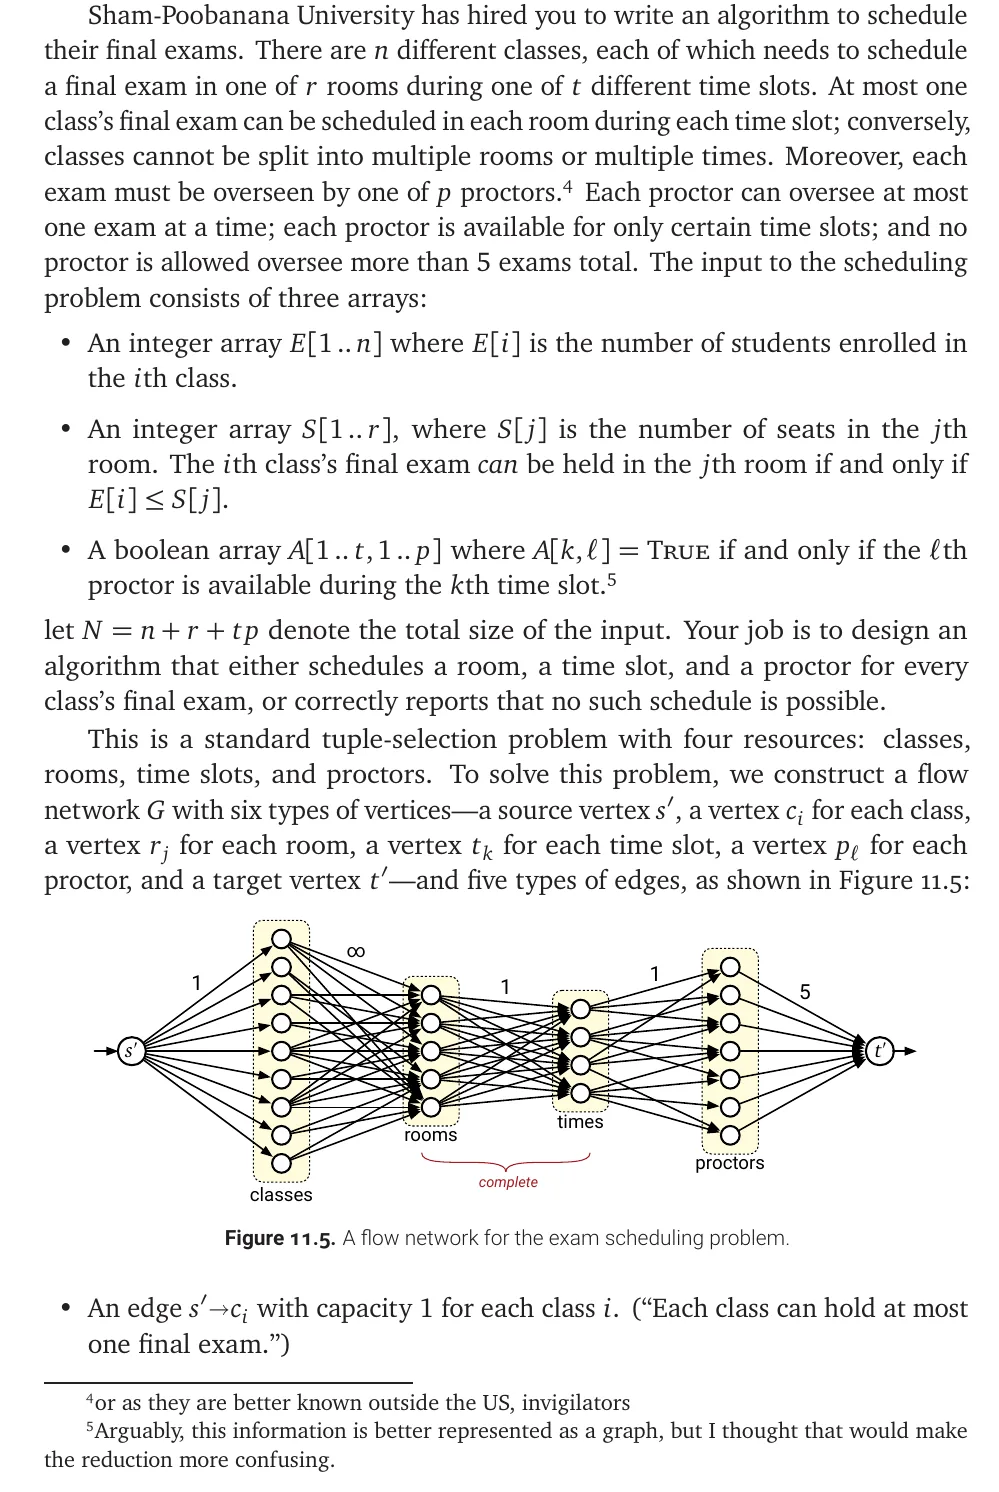 Sham-Poobanana University has hired you to write an algorithm to schedule
their final exams. There are n different classes, each of which needs to schedule
a final exam in one of r rooms during one of t different time slots. At most one
class’s final exam can be scheduled in each room during each time slot; conversely,
classes cannot be split into multiple rooms or multiple times. Moreover, each
exam must be overseen by one of p proctors.⁴ Each proctor can oversee at most
one exam at a time; each proctor is available for only certain time slots; and no
proctor is allowed oversee more than 5 exams total. The input to the scheduling
problem consists of three arrays:
• An integer array E[1 .. n] where E[i] is the number of students enrolled in
the ith class.
• An integer array S[1 .. r], where S[j] is the number of seats in the jth
room. The ith class’s final exam can be held in the jth room if and only if
E[i] ≤ S[j].
• A boolean array A[1 .. t, 1 .. p] where A[k, ℓ] = TRUE if and only if the ℓth
proctor is available during the kth time slot.⁵
let N = n + r + tp denote the total size of the input. Your job is to design an
algorithm that either schedules a room, a time slot, and a proctor for every
class’s final exam, or correctly reports that no such schedule is possible.
This is a standard tuple-selection problem with four resources: classes,
rooms, time slots, and proctors. To solve this problem, we construct a flow
network G with six types of vertices—a source vertex s′, a vertex cᵢ for each class,
a vertex rⱼ for each room, a vertex tₖ for each time slot, a vertex pℓ for each
proctor, and a target vertex t′—and five types of edges, as shown in Figure 11.5:
1
∞
1
1
5
s′
t′
rooms
times
proctors
classes
complete
Figure 11.5. A flow network for the exam scheduling problem.
• An edge s′→cᵢ with capacity 1 for each class i. (“Each class can hold at most
one final exam.”)
⁴or as they are better known outside the US, invigilators
⁵Arguably, this information is better represented as a graph, but I thought that would make
the reduction more confusing.